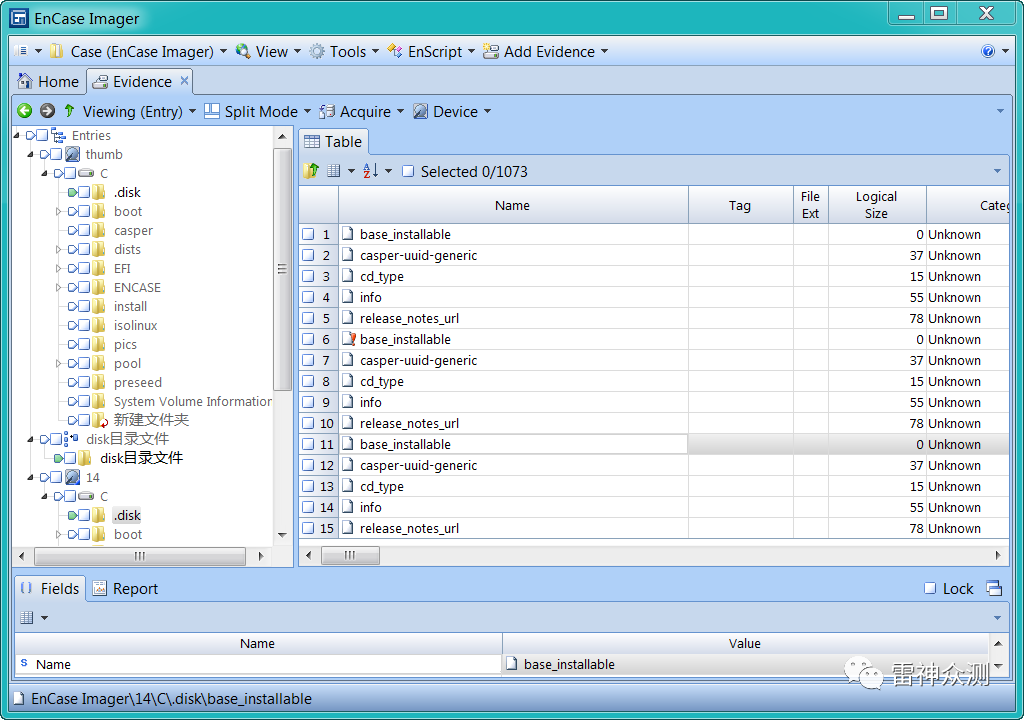 EnCase Imager
Case (EnCase Imager) View Tools EnScript Add Evidence
Home Evidence
Viewing (Entry) Split Mode Acquire Device
Entries
thumb
C
.disk
boot
casper
dists
EFI
ENCASE
install
isolinux
pics
pool
preseed
System Volume Information
新建文件夹
disk目录文件
disk目录文件
14
C
.disk
boot
Table
Selected 0/1073
Name Tag File Ext Logical Size Categ
1 base_installable 0 Unknown
2 casper-uuid-generic 37 Unknown
3 cd_type 15 Unknown
4 info 55 Unknown
5 release_notes_url 78 Unknown
6 base_installable 0 Unknown
7 casper-uuid-generic 37 Unknown
8 cd_type 15 Unknown
9 info 55 Unknown
10 release_notes_url 78 Unknown
11 base_installable 0 Unknown
12 casper-uuid-generic 37 Unknown
13 cd_type 15 Unknown
14 info 55 Unknown
15 release_notes_url 78 Unknown
Fields Report Lock
Name Value
Name base_installable
雷神众测
EnCase Imager\14\C\.disk\base_installable